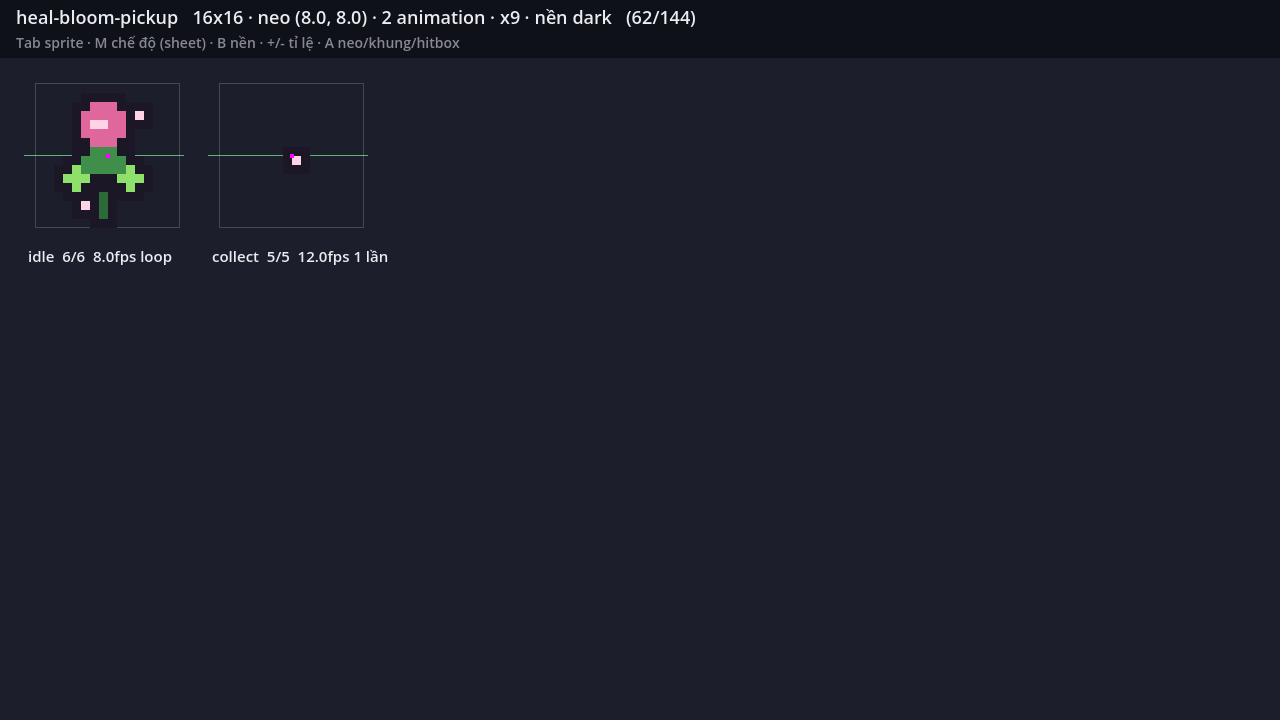 heal-bloom-pickup 16x16 · neo (8.0, 8.0) · 2 animation · x9 · nền dark (62/144)
Tab sprite · M chế độ (sheet) · B nền · +/- tỉ lệ · A neo/khung/hitbox
idle 6/6 8.0fps loop
collect 5/5 12.0fps 1 lần